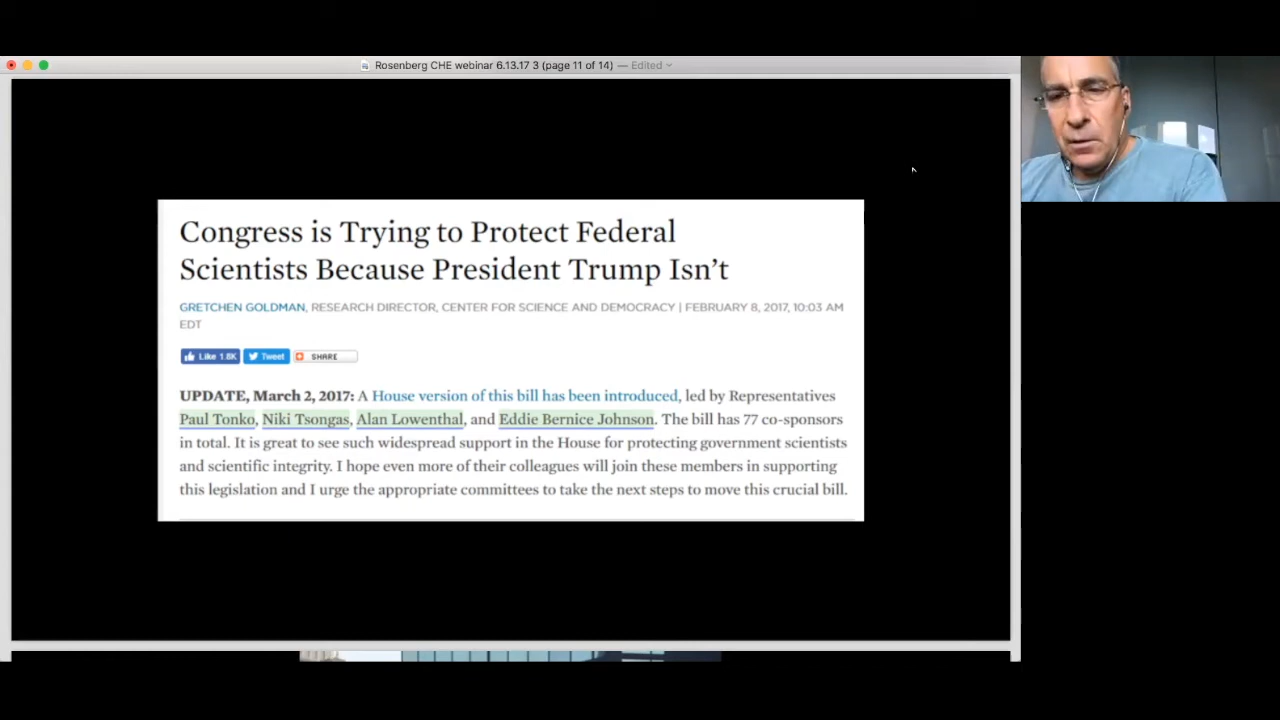 Rosenberg CHE webinar 6.13.17 3 (page 11 of 14) — Edited
Congress is Trying to Protect Federal
Scientists Because President Trump Isn’t
GRETCHEN GOLDMAN, RESEARCH DIRECTOR, CENTER FOR SCIENCE AND DEMOCRACY | FEBRUARY 8, 2017, 10:03 AM
EDT
Like 1.8K Tweet SHARE
UPDATE, March 2, 2017: A House version of this bill has been introduced, led by Representatives
Paul Tonko, Niki Tsongas, Alan Lowenthal, and Eddie Bernice Johnson. The bill has 77 co-sponsors
in total. It is great to see such widespread support in the House for protecting government scientists
and scientific integrity. I hope even more of their colleagues will join these members in supporting
this legislation and I urge the appropriate committees to take the next steps to move this crucial bill.